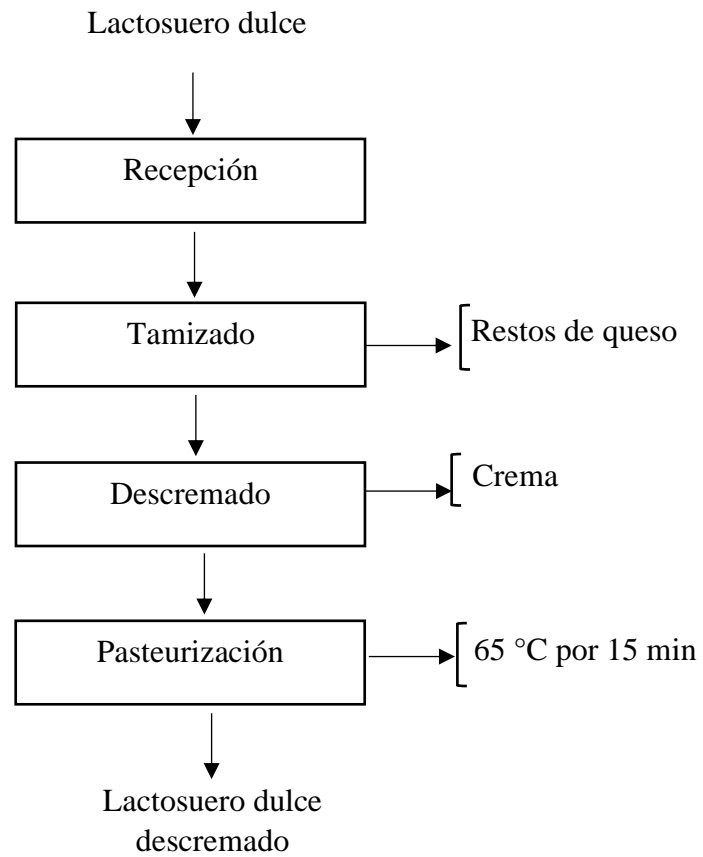 Lactosuero dulce
Recepción
Tamizado
Restos de queso
Descremado
Crema
Pasteurización
65 °C por 15 min
Lactosuero dulce
descremado